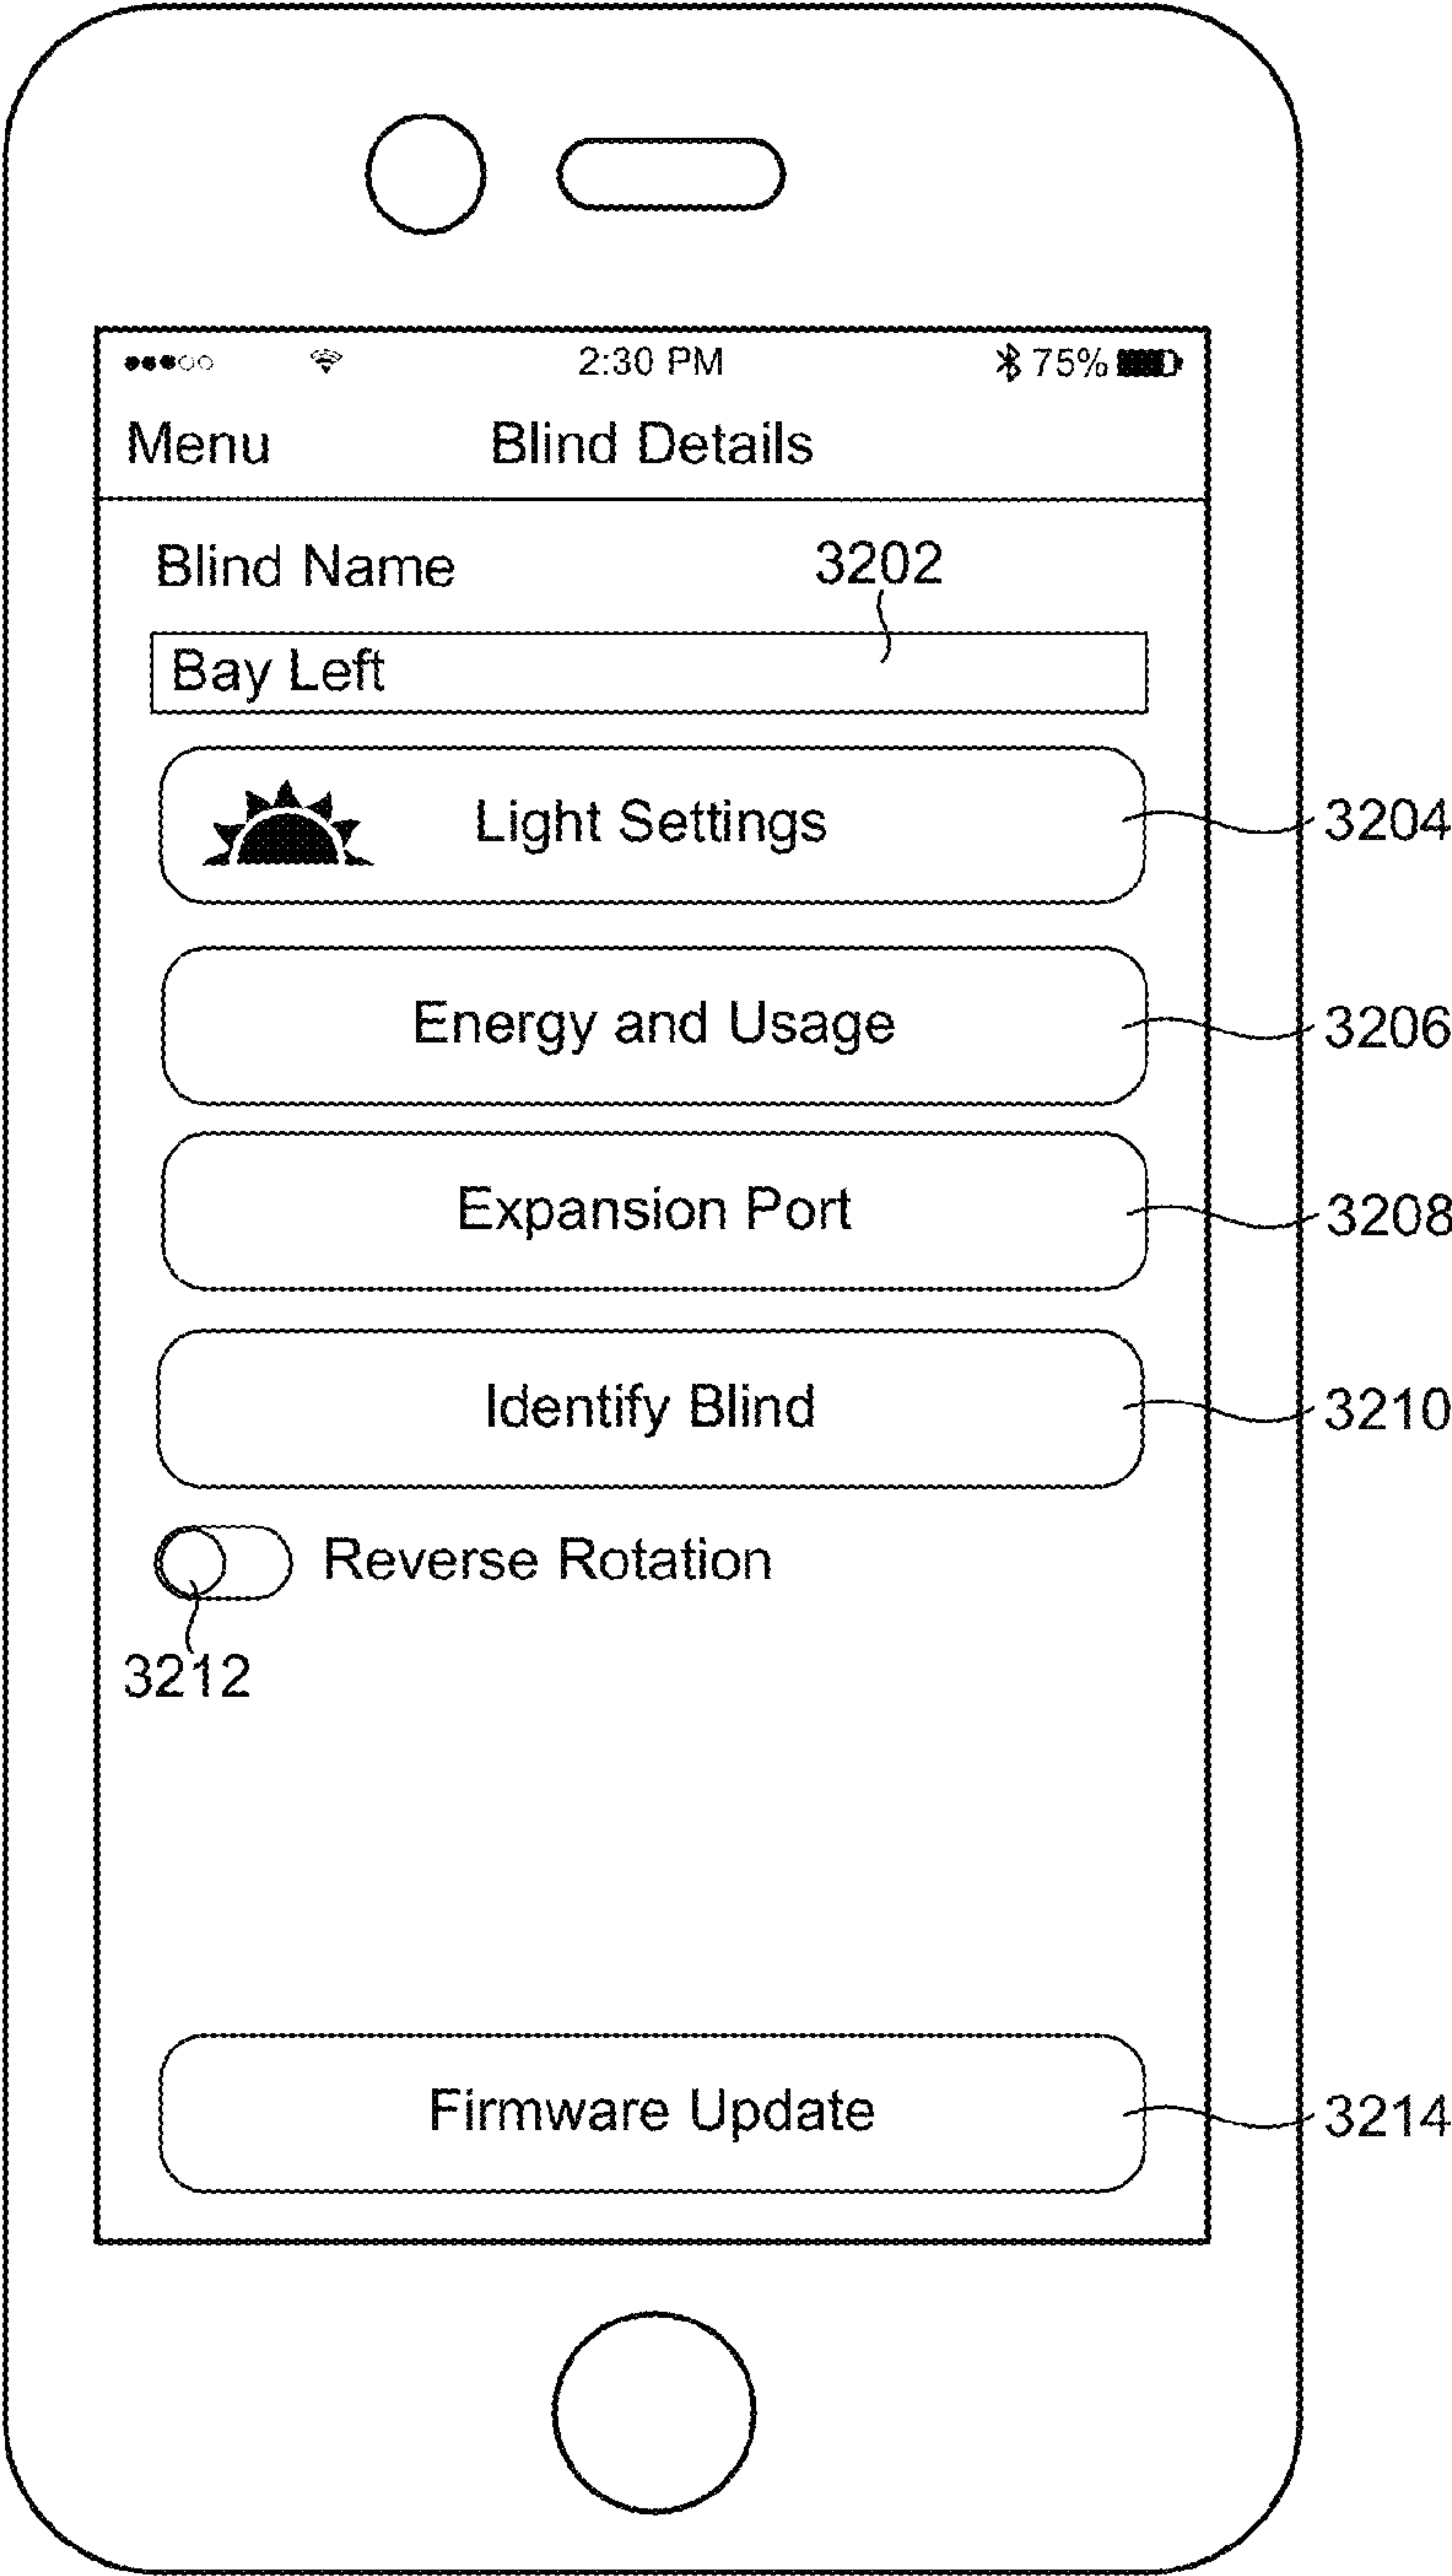 2:30 PM 75%
Menu Blind Details
Blind Name 3202
Bay Left
Light Settings 3204
Energy and Usage 3206
Expansion Port 3208
Identify Blind 3210
Reverse Rotation
3212
Firmware Update 3214